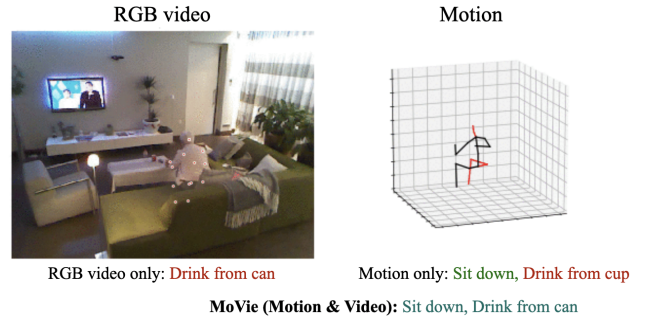 RGB video
Motion
RGB video only: Drink from can
Motion only: Sit down, Drink from cup
MoVie (Motion & Video): Sit down, Drink from can